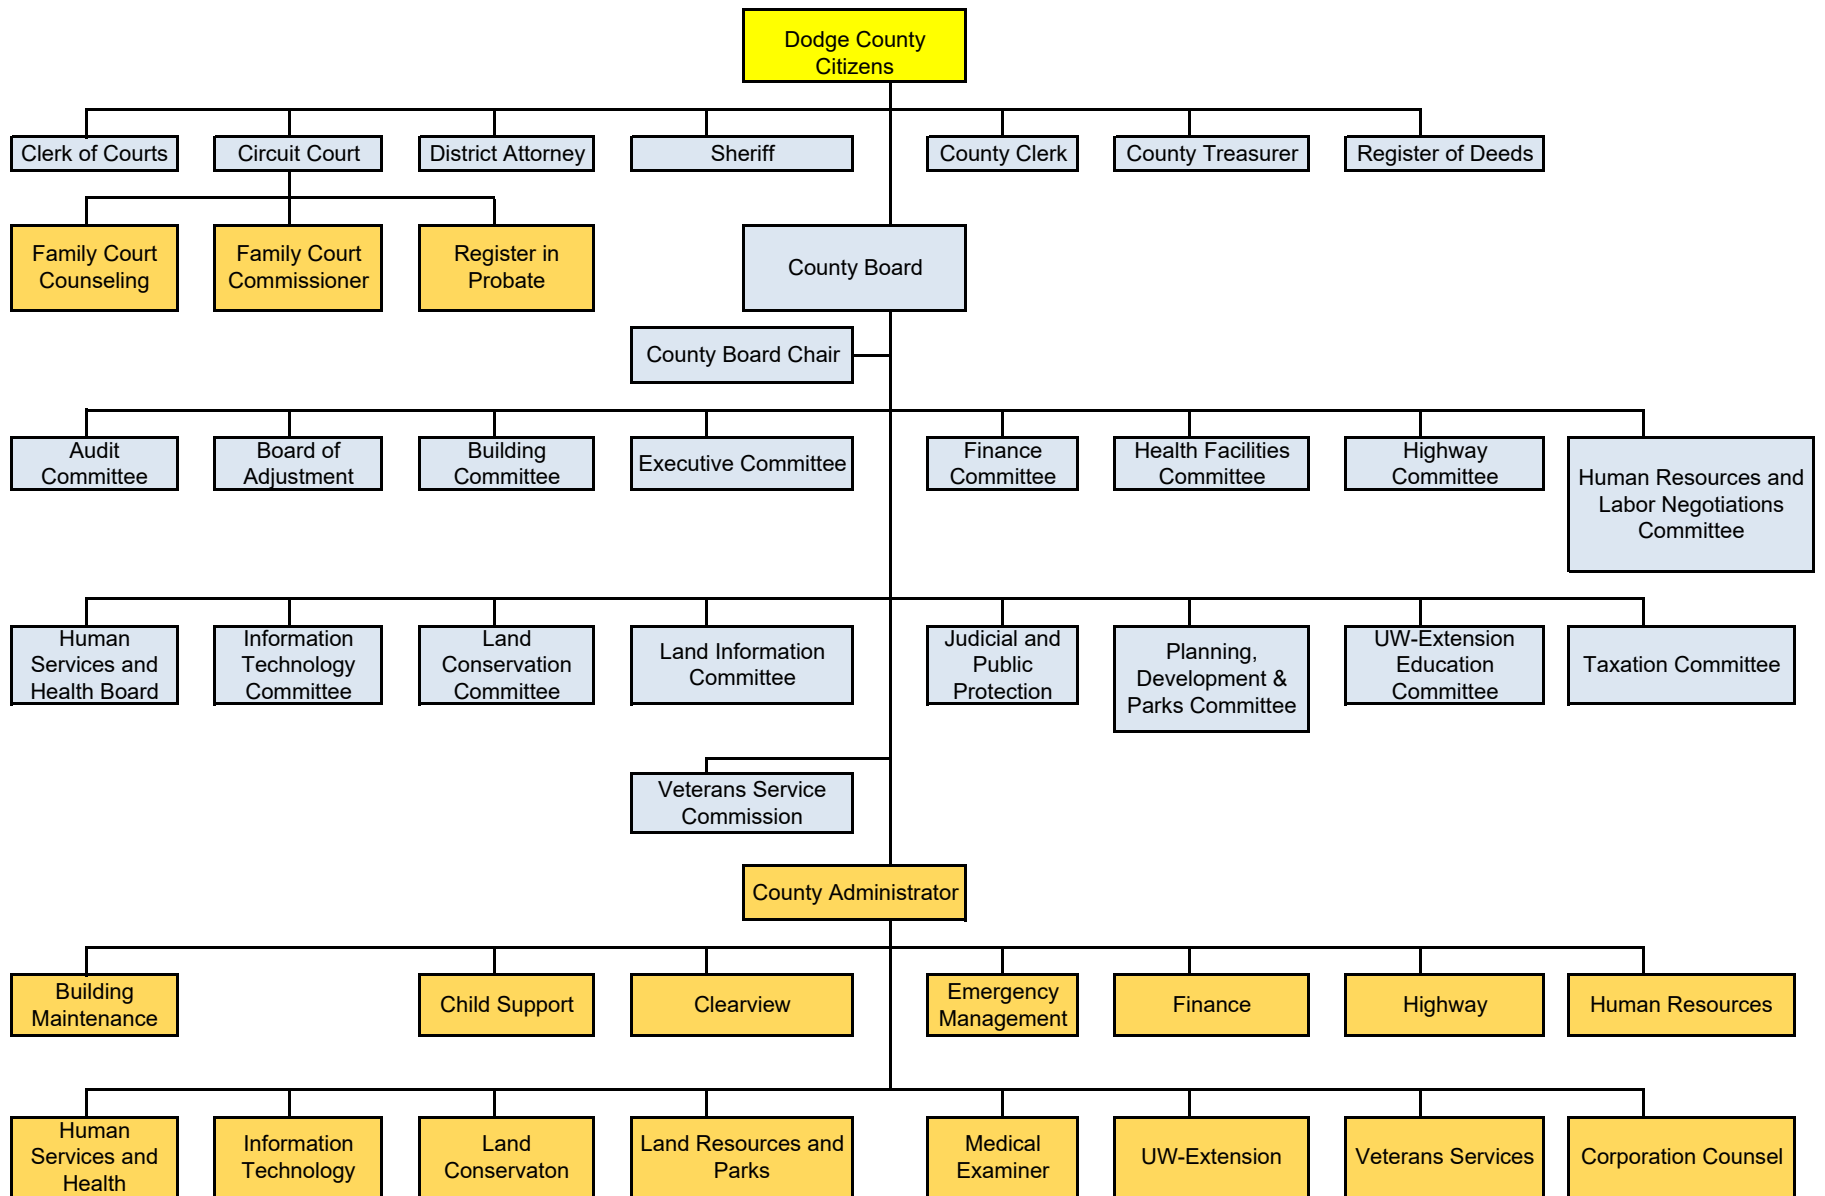 Dodge County
Citizens
Clerk of Courts
Circuit Court
District Attorney
Sheriff
County Clerk
County Treasurer
Register of Deeds
Family Court
Counseling
Family Court
Commissioner
Register in
Probate
County Board
County Board Chair
Audit
Committee
Board of
Adjustment
Building
Committee
Executive Committee
Finance
Committee
Health Facilities
Committee
Highway
Committee
Human Resources and
Labor Negotiations
Committee
Human
Services and
Health Board
Information
Technology
Committee
Land
Conservation
Committee
Land Information
Committee
Judicial and
Public
Protection
Planning,
Development &
Parks Committee
UW-Extension
Education
Committee
Taxation Committee
Veterans Service
Commission
County Administrator
Building
Maintenance
Child Support
Clearview
Emergency
Management
Finance
Highway
Human Resources
Human
Services and
Health
Information
Technology
Land
Conservaton
Land Resources and
Parks
Medical
Examiner
UW-Extension
Veterans Services
Corporation Counsel